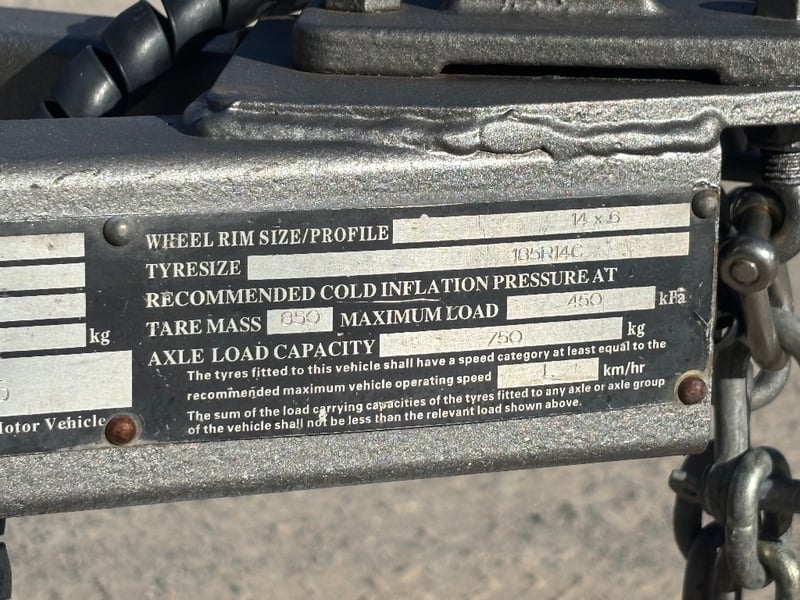 WHEEL RIM SIZE/PROFILE 14 x 6
TYRESIZE 185R14C
RECOMMENDED COLD INFLATION PRESSURE AT
TARE MASS 650 MAXIMUM LOAD 450 kPa
kg
AXLE LOAD CAPACITY 750 kg
The tyres fitted to this vehicle shall have a speed category at least equal to the
recommended maximum vehicle operating speed km/hr
The sum of the load carrying capacities of the tyres fitted to any axle or axle group
of the vehicle shall not be less than the relevant load shown above.
Motor Vehicle